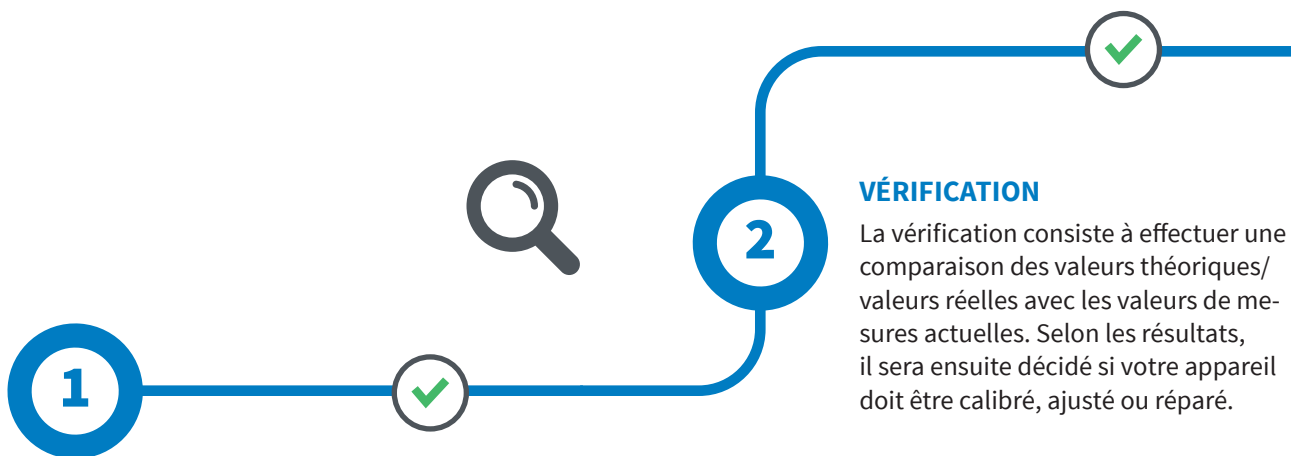 VÉRIFICATION
2
La vérification consiste à effectuer une
comparaison des valeurs théoriques/
valeurs réelles avec les valeurs de me-
sures actuelles. Selon les résultats,
il sera ensuite décidé si votre appareil
doit être calibré, ajusté ou réparé.
1